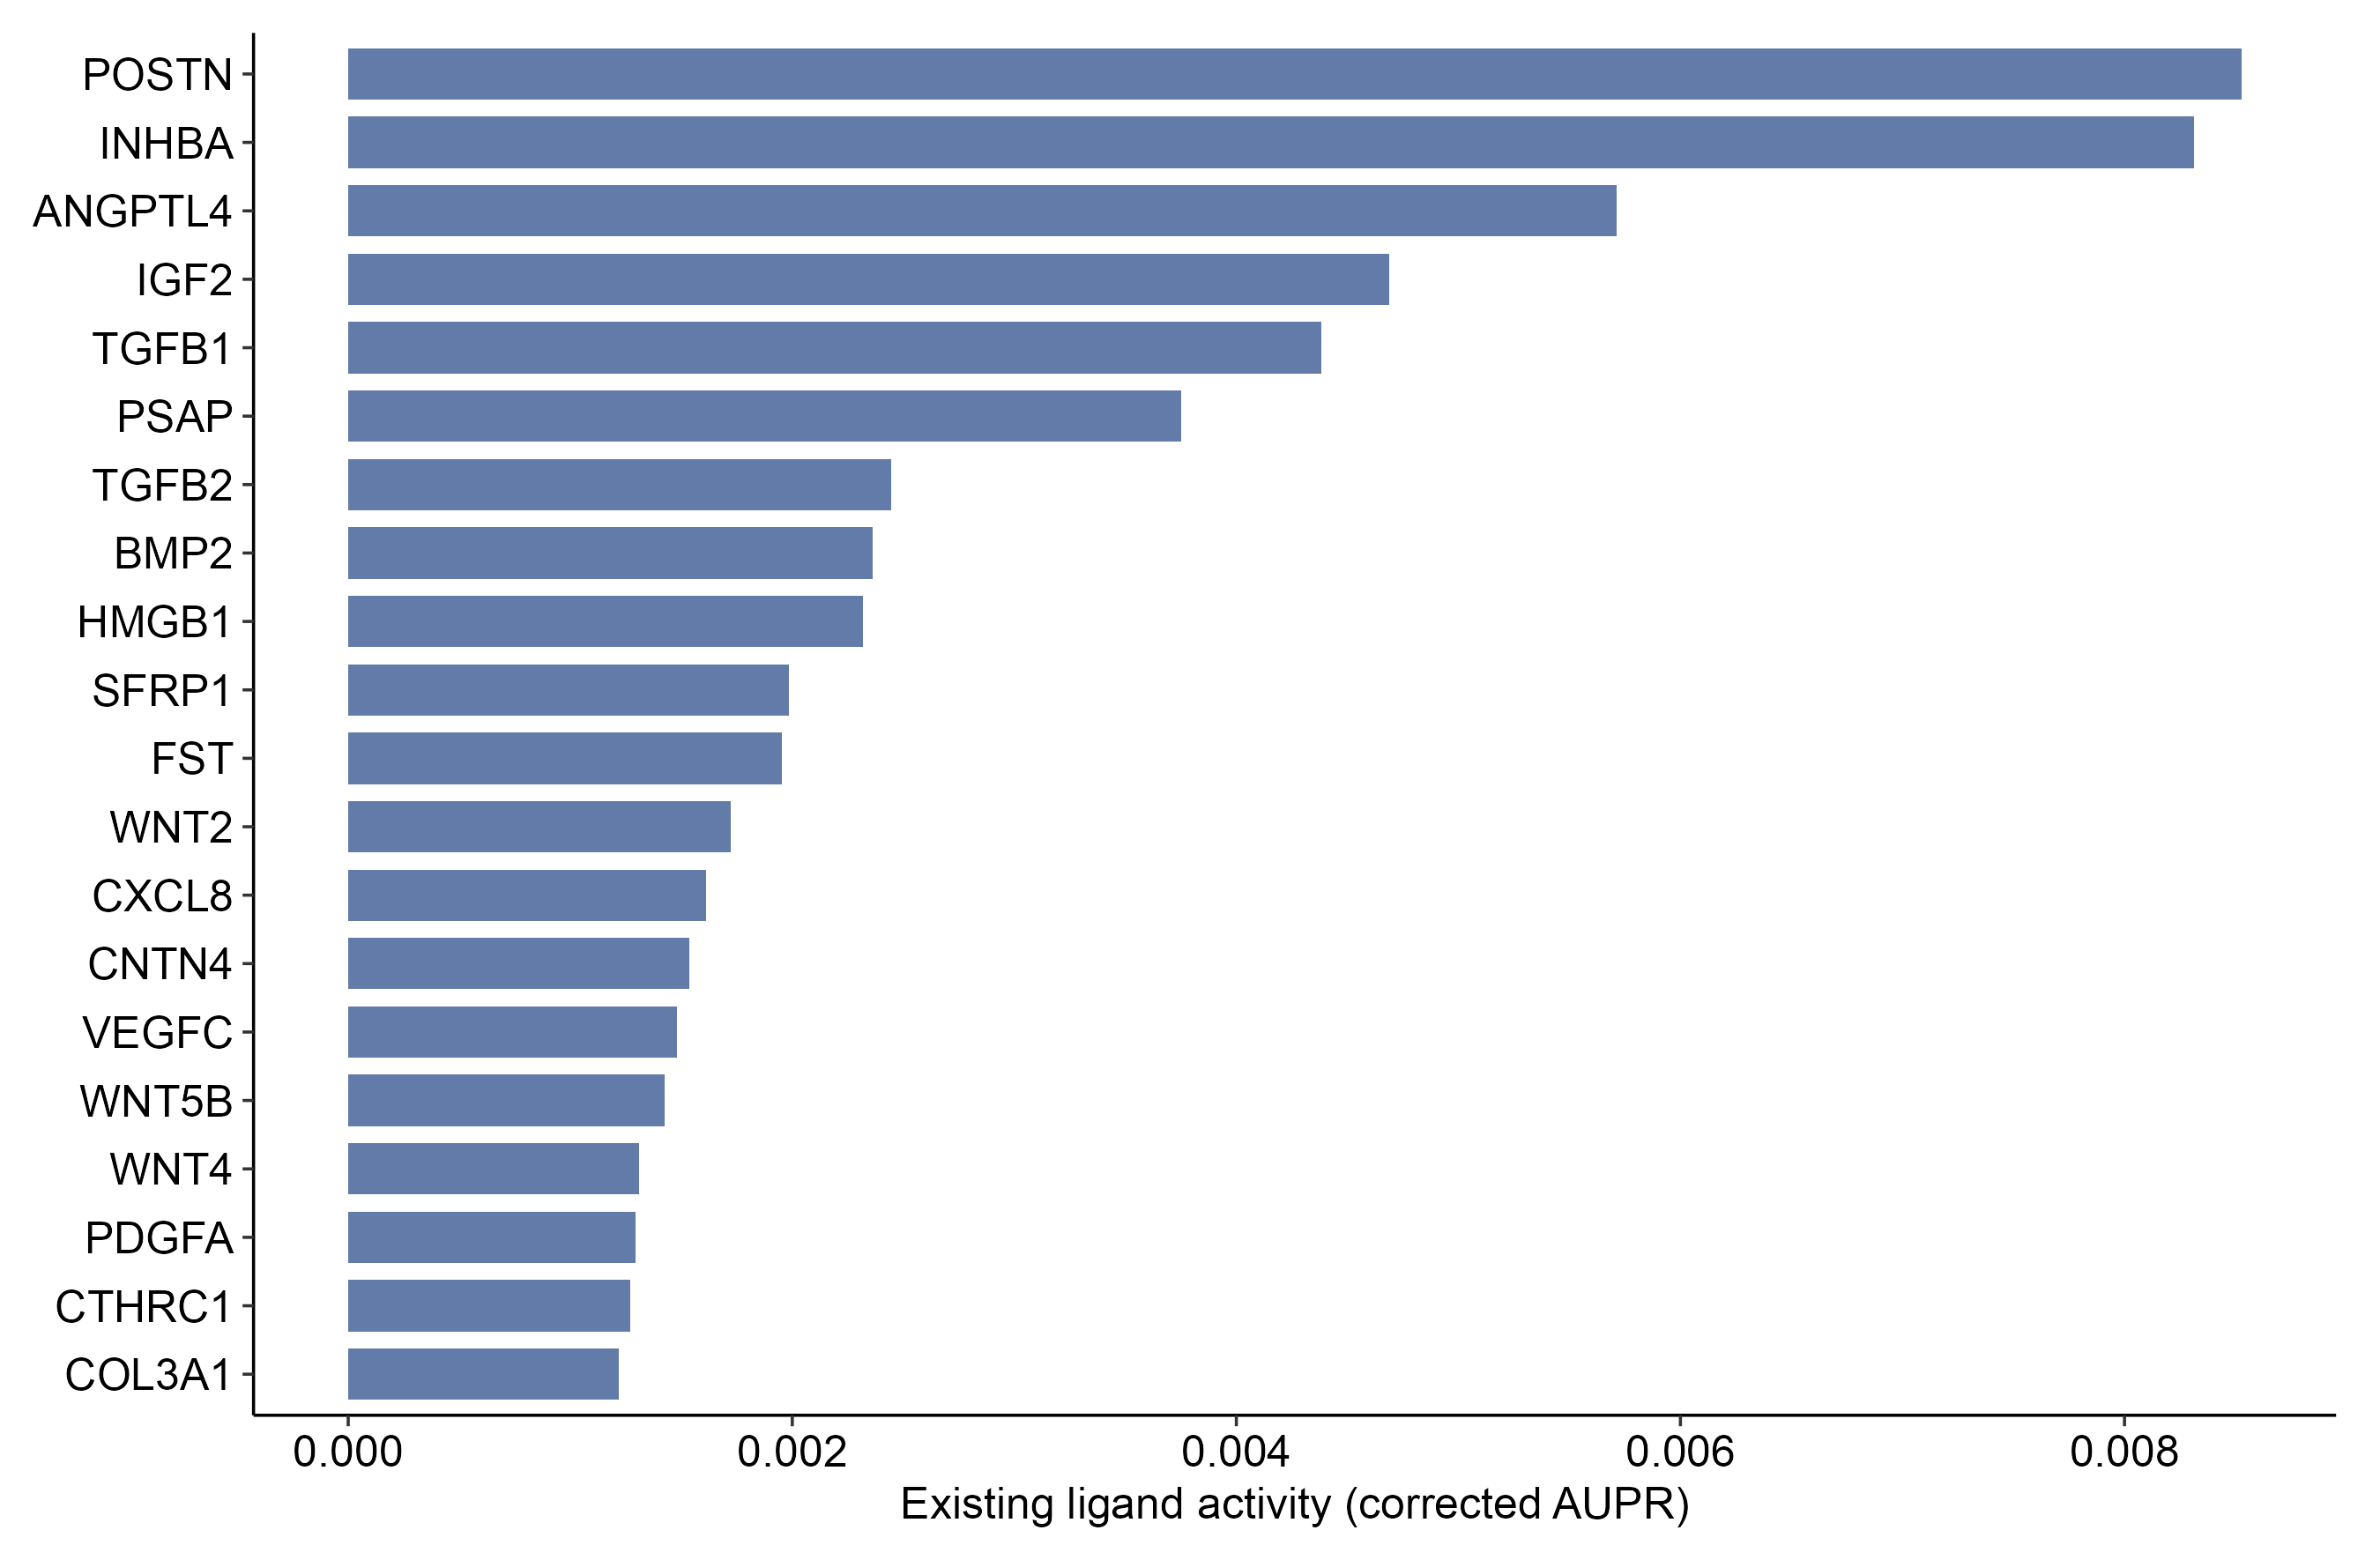 POSTN
INHBA
ANGPTL4
IGF2
TGFB1
PSAP
TGFB2
BMP2
HMGB1
SFRP1
FST
WNT2
CXCL8
CNTN4
VEGFC
WNT5B
WNT4
PDGFA
CTHRC1
COL3A1
0.000 0.002 0.004 0.006 0.008
Existing ligand activity (corrected AUPR)